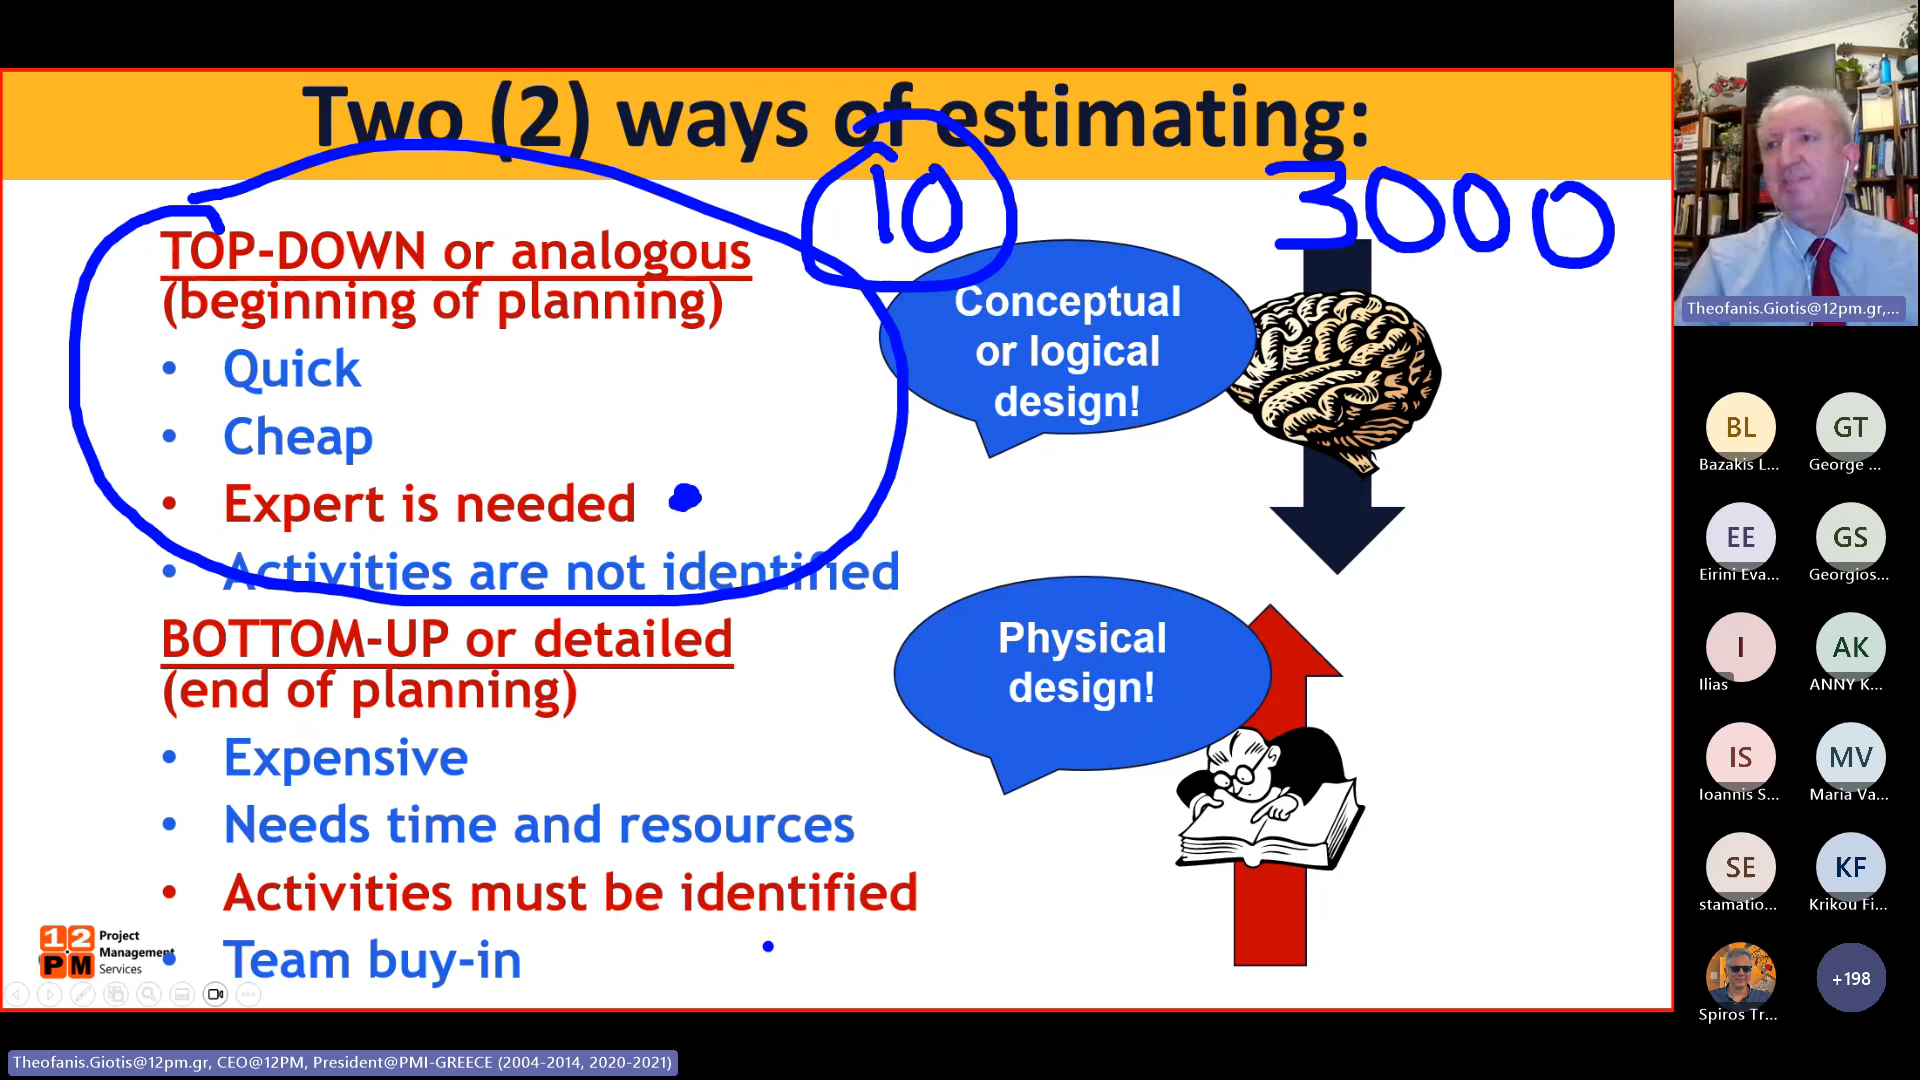 Two (2) ways of estimating:
10
3000
TOP-DOWN or analogous
(beginning of planning)
• Quick
• Cheap
• Expert is needed
• Activities are not identified
Conceptual
or logical
design!
BOTTOM-UP or detailed
(end of planning)
• Expensive
• Needs time and resources
• Activities must be identified
• Team buy-in
Physical
design!
12
PM
Project
Management
Services
Theofanis.Giotis@12pm.gr,...
BL
Bazakis L...
GT
George ...
EE
Eirini Eva...
GS
Georgios...
I
Ilias
AK
ANNY K...
IS
Ioannis S...
MV
Maria Va...
SE
stamatio...
KF
Krikou Fi...
Spiros Tr...
+198
Theofanis.Giotis@12pm.gr, CEO@12PM, President@PMI-GREECE (2004-2014, 2020-2021)